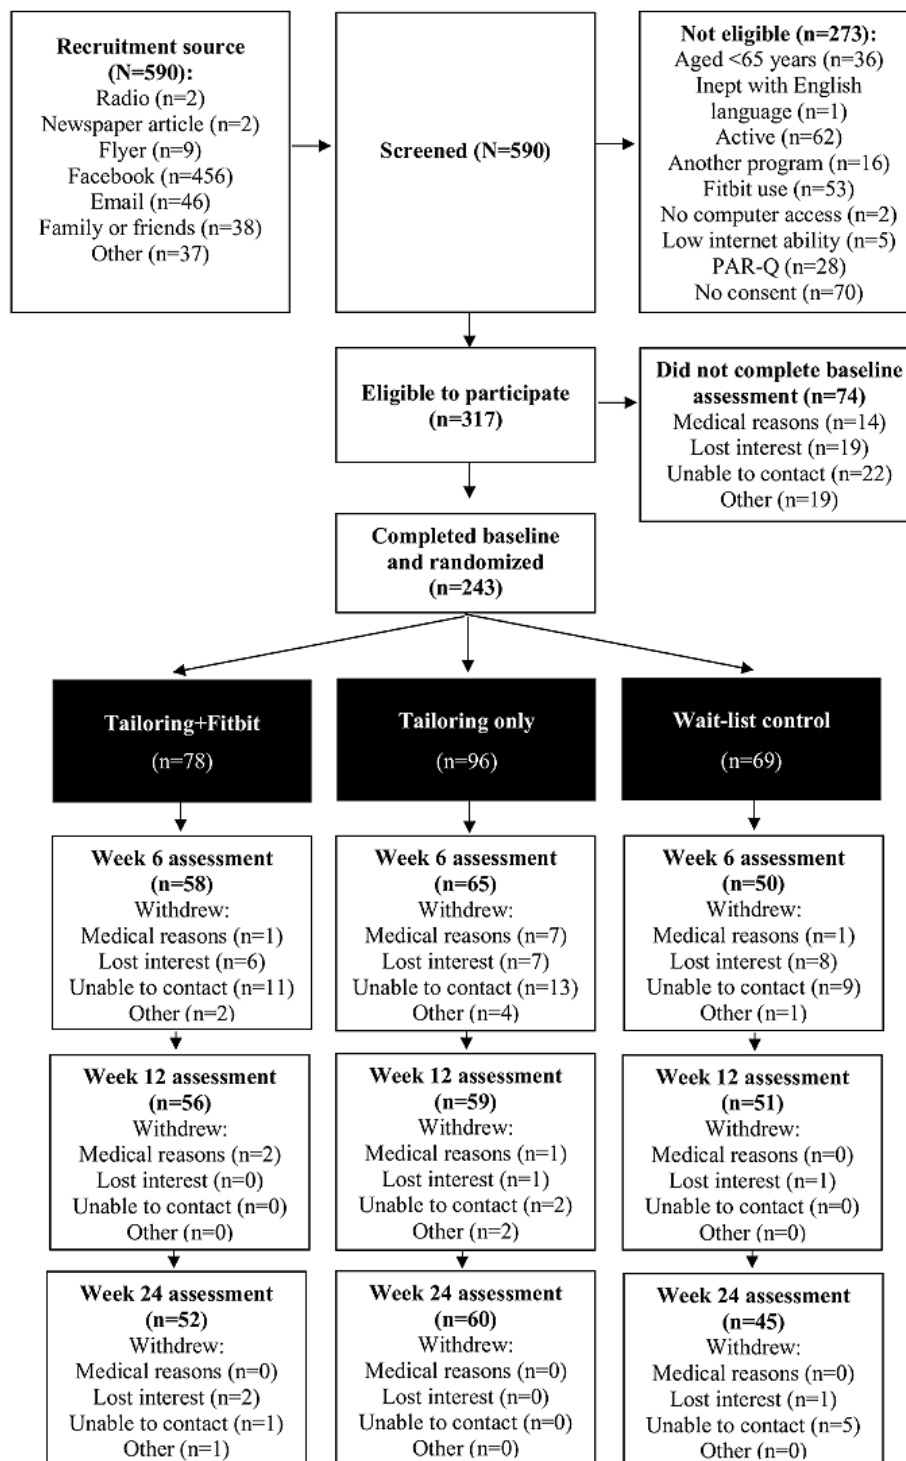 Recruitment source
(N=590):
Radio (n=2)
Newspaper article (n=2)
Flyer (n=9)
Facebook (n=456)
Email (n=46)
Family or friends (n=38)
Other (n=37)
Screened (N=590)
Not eligible (n=273):
Aged <65 years (n=36)
Inept with English
language (n=1)
Active (n=62)
Another program (n=16)
Fitbit use (n=53)
No computer access (n=2)
Low internet ability (n=5)
PAR-Q (n=28)
No consent (n=70)
Eligible to participate
(n=317)
Did not complete baseline
assessment (n=74)
Medical reasons (n=14)
Lost interest (n=19)
Unable to contact (n=22)
Other (n=19)
Completed baseline
and randomized
(n=243)
Tailoring+Fitbit
(n=78)
Tailoring only
(n=96)
Wait-list control
(n=69)
Week 6 assessment
(n=58)
Withdrew:
Medical reasons (n=1)
Lost interest (n=6)
Unable to contact (n=11)
Other (n=2)
Week 6 assessment
(n=65)
Withdrew:
Medical reasons (n=7)
Lost interest (n=7)
Unable to contact (n=13)
Other (n=4)
Week 6 assessment
(n=50)
Withdrew:
Medical reasons (n=1)
Lost interest (n=8)
Unable to contact (n=9)
Other (n=1)
Week 12 assessment
(n=56)
Withdrew:
Medical reasons (n=2)
Lost interest (n=0)
Unable to contact (n=0)
Other (n=0)
Week 12 assessment
(n=59)
Withdrew:
Medical reasons (n=1)
Lost interest (n=1)
Unable to contact (n=2)
Other (n=2)
Week 12 assessment
(n=51)
Withdrew:
Medical reasons (n=0)
Lost interest (n=1)
Unable to contact (n=0)
Other (n=0)
Week 24 assessment
(n=52)
Withdrew:
Medical reasons (n=0)
Lost interest (n=2)
Unable to contact (n=1)
Other (n=1)
Week 24 assessment
(n=60)
Withdrew:
Medical reasons (n=0)
Lost interest (n=0)
Unable to contact (n=0)
Other (n=0)
Week 24 assessment
(n=45)
Withdrew:
Medical reasons (n=0)
Lost interest (n=1)
Unable to contact (n=5)
Other (n=0)